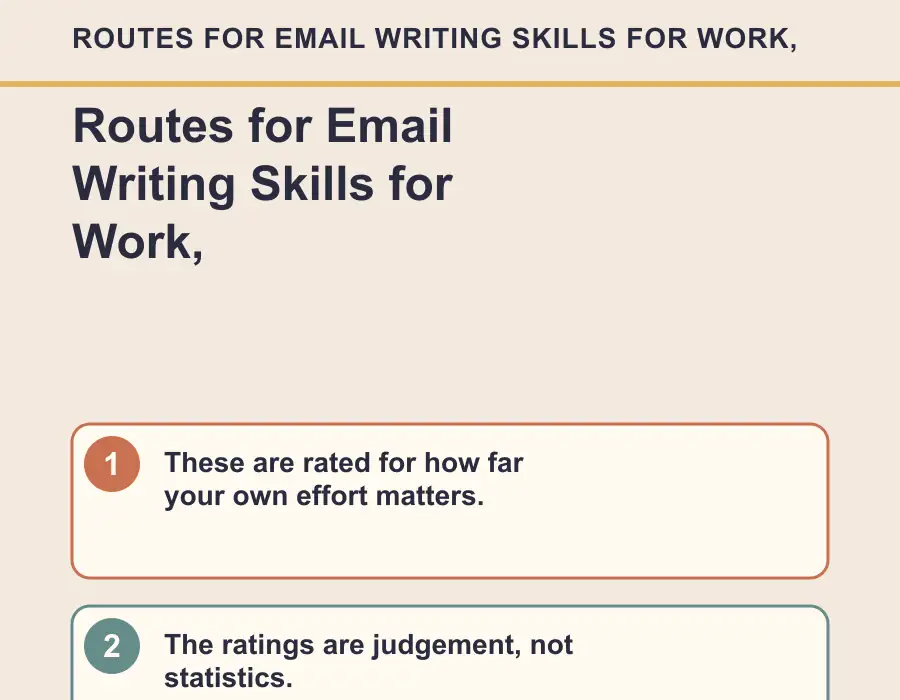 ROUTES FOR EMAIL WRITING SKILLS FOR WORK,
Routes for Email
Writing Skills for
Work,
1
These are rated for how far
your own effort matters.
2
The ratings are judgement, not
statistics.